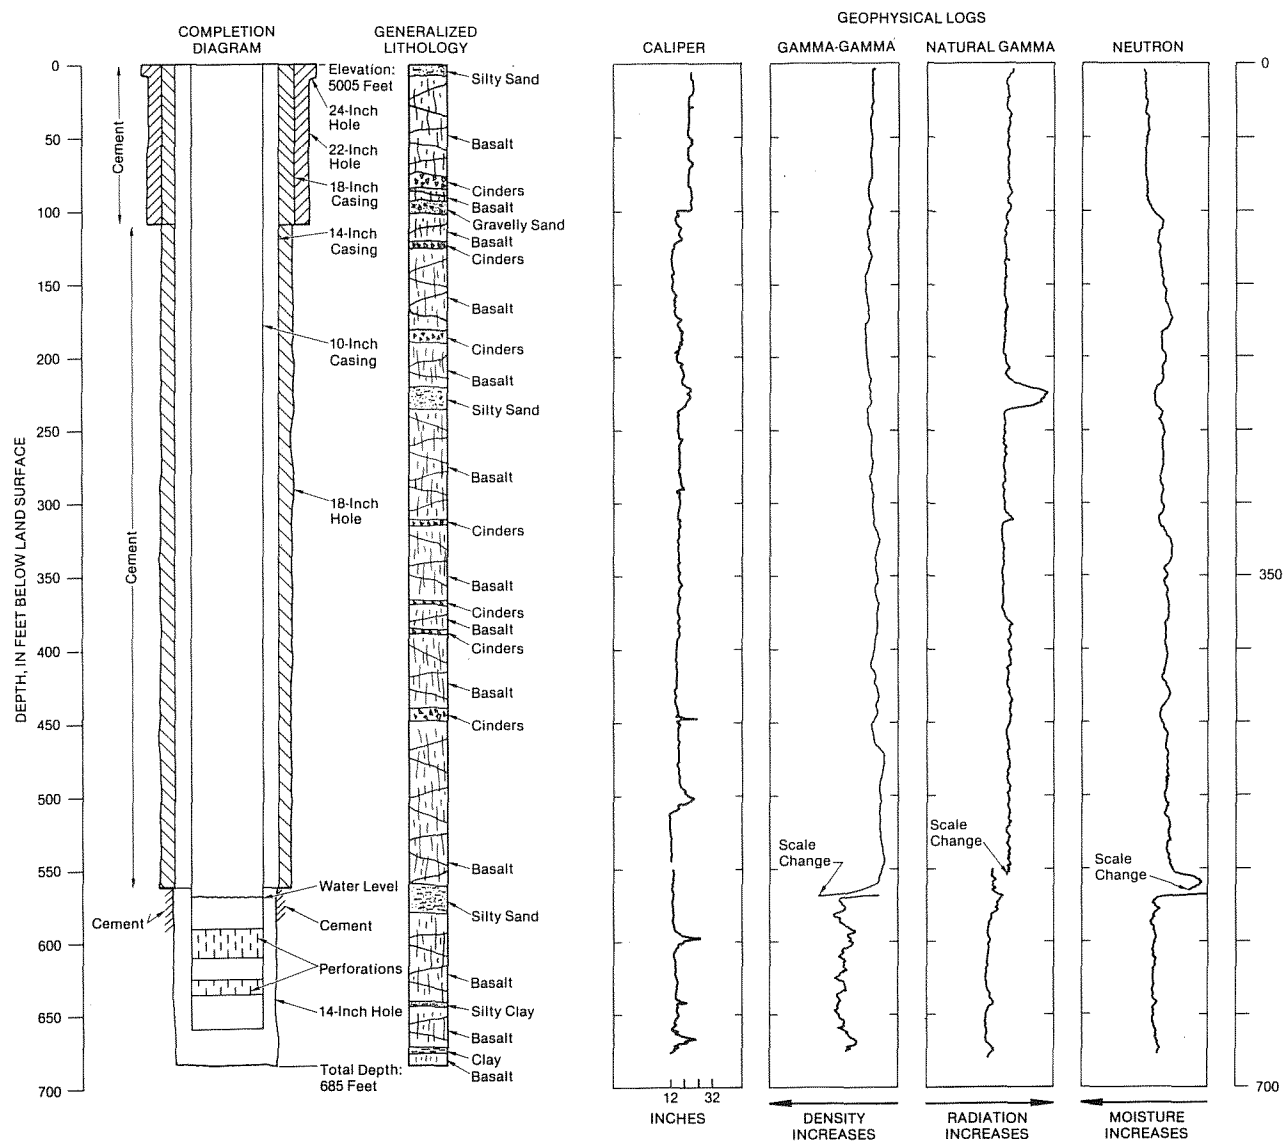 COMPLETION
DIAGRAM
GENERALIZED
LITHOLOGY
GEOPHYSICAL LOGS
CALIPER
GAMMA-GAMMA
NATURAL GAMMA
NEUTRON
DEPTH, IN FEET BELOW LAND SURFACE
0
50
100
150
200
250
300
350
400
450
500
550
600
650
700
Cement
Cement
Elevation:
5005 Feet
24-Inch
Hole
22-Inch
Hole
18-Inch
Casing
14-Inch
Casing
10-Inch
Casing
18-Inch
Hole
Water Level
Cement
Cement
Perforations
14-Inch Hole
Total Depth:
685 Feet
Silty Sand
Basalt
Cinders
Basalt
Gravelly Sand
Basalt
Cinders
Basalt
Cinders
Basalt
Silty Sand
Basalt
Cinders
Basalt
Cinders
Basalt
Cinders
Basalt
Cinders
Basalt
Silty Sand
Basalt
Silty Clay
Basalt
Clay
Basalt
Scale
Change
Scale
Change
Scale
Change
0
350
700
12 32
INCHES
DENSITY
INCREASES
RADIATION
INCREASES
MOISTURE
INCREASES